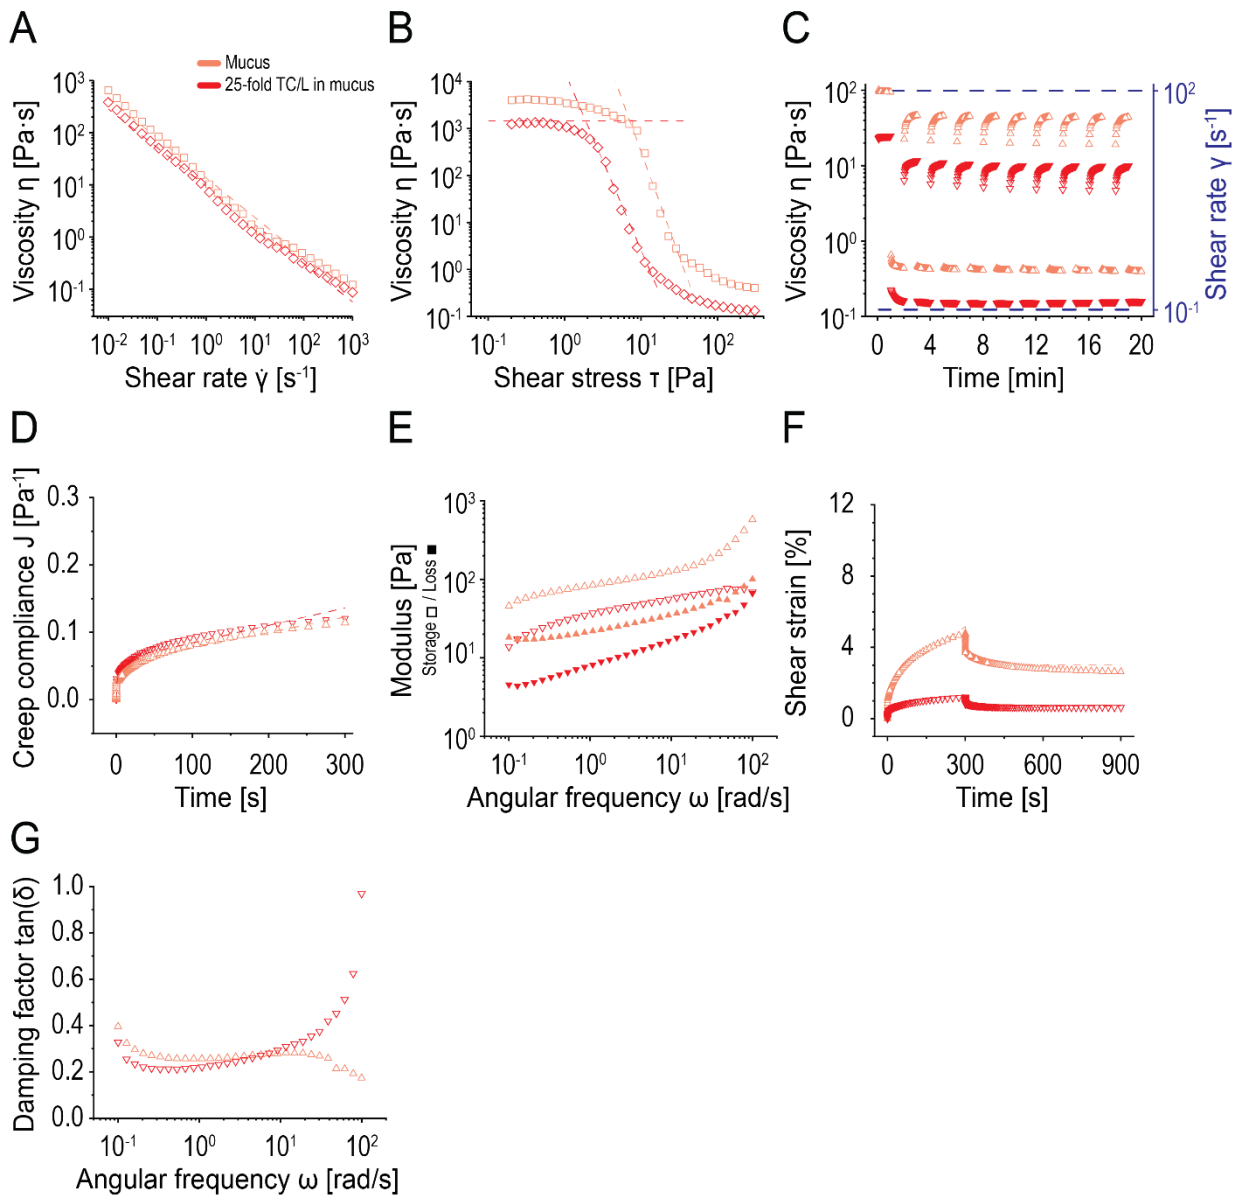 A
Mucus
25-fold TC/L in mucus
Viscosity η [Pa·s]
10³
10²
10¹
10⁰
10⁻¹
10⁻² 10⁻¹ 10⁰ 10¹ 10² 10³
Shear rate γ̇ [s⁻¹]
B
Viscosity η [Pa·s]
10⁴
10³
10²
10¹
10⁰
10⁻¹
10⁻¹ 10⁰ 10¹ 10²
Shear stress τ [Pa]
C
Viscosity η [Pa·s]
10²
10¹
10⁰
10⁻¹
0 4 8 12 16 20
Time [min]
10²
10⁻¹
Shear rate γ [s⁻¹]
D
Creep compliance J [Pa⁻¹]
0.3
0.2
0.1
0.0
0 100 200 300
Time [s]
E
Modulus [Pa]
Storage □ / Loss ■
10³
10²
10¹
10⁰
10⁻¹ 10⁰ 10¹ 10²
Angular frequency ω [rad/s]
F
Shear strain [%]
12
8
4
0
0 300 600 900
Time [s]
G
Damping factor tan(δ)
1.0
0.8
0.6
0.4
0.2
0.0
10⁻¹ 10⁰ 10¹ 10²
Angular frequency ω [rad/s]